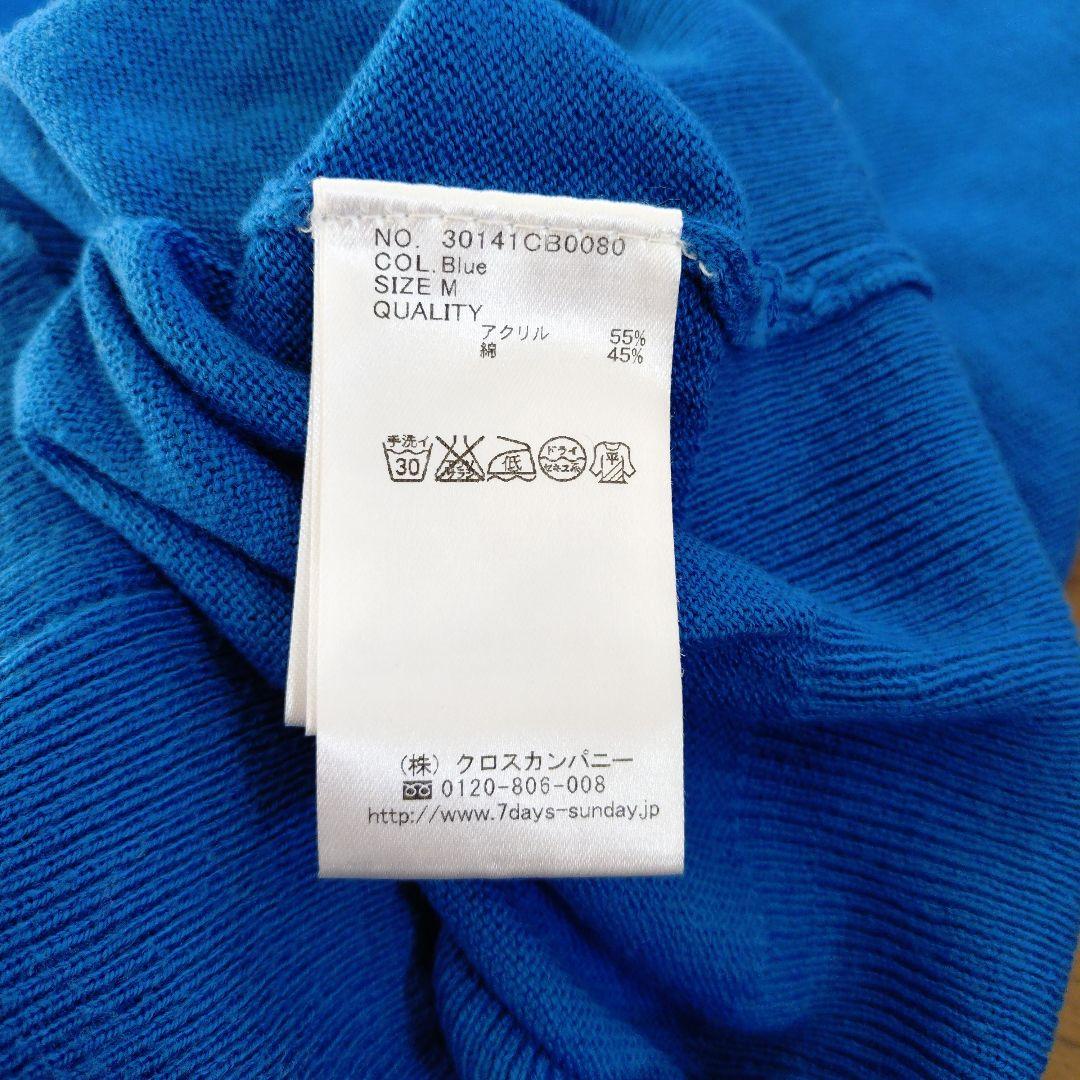 NO. 30141CB0080
COL. Blue
SIZE M
QUALITY
アクリル 55%
綿 45%
手洗イ 30 低 ドライ セキユ系 平
(株) クロスカンパニー
0120-806-008
http://www.7days-sunday.jp